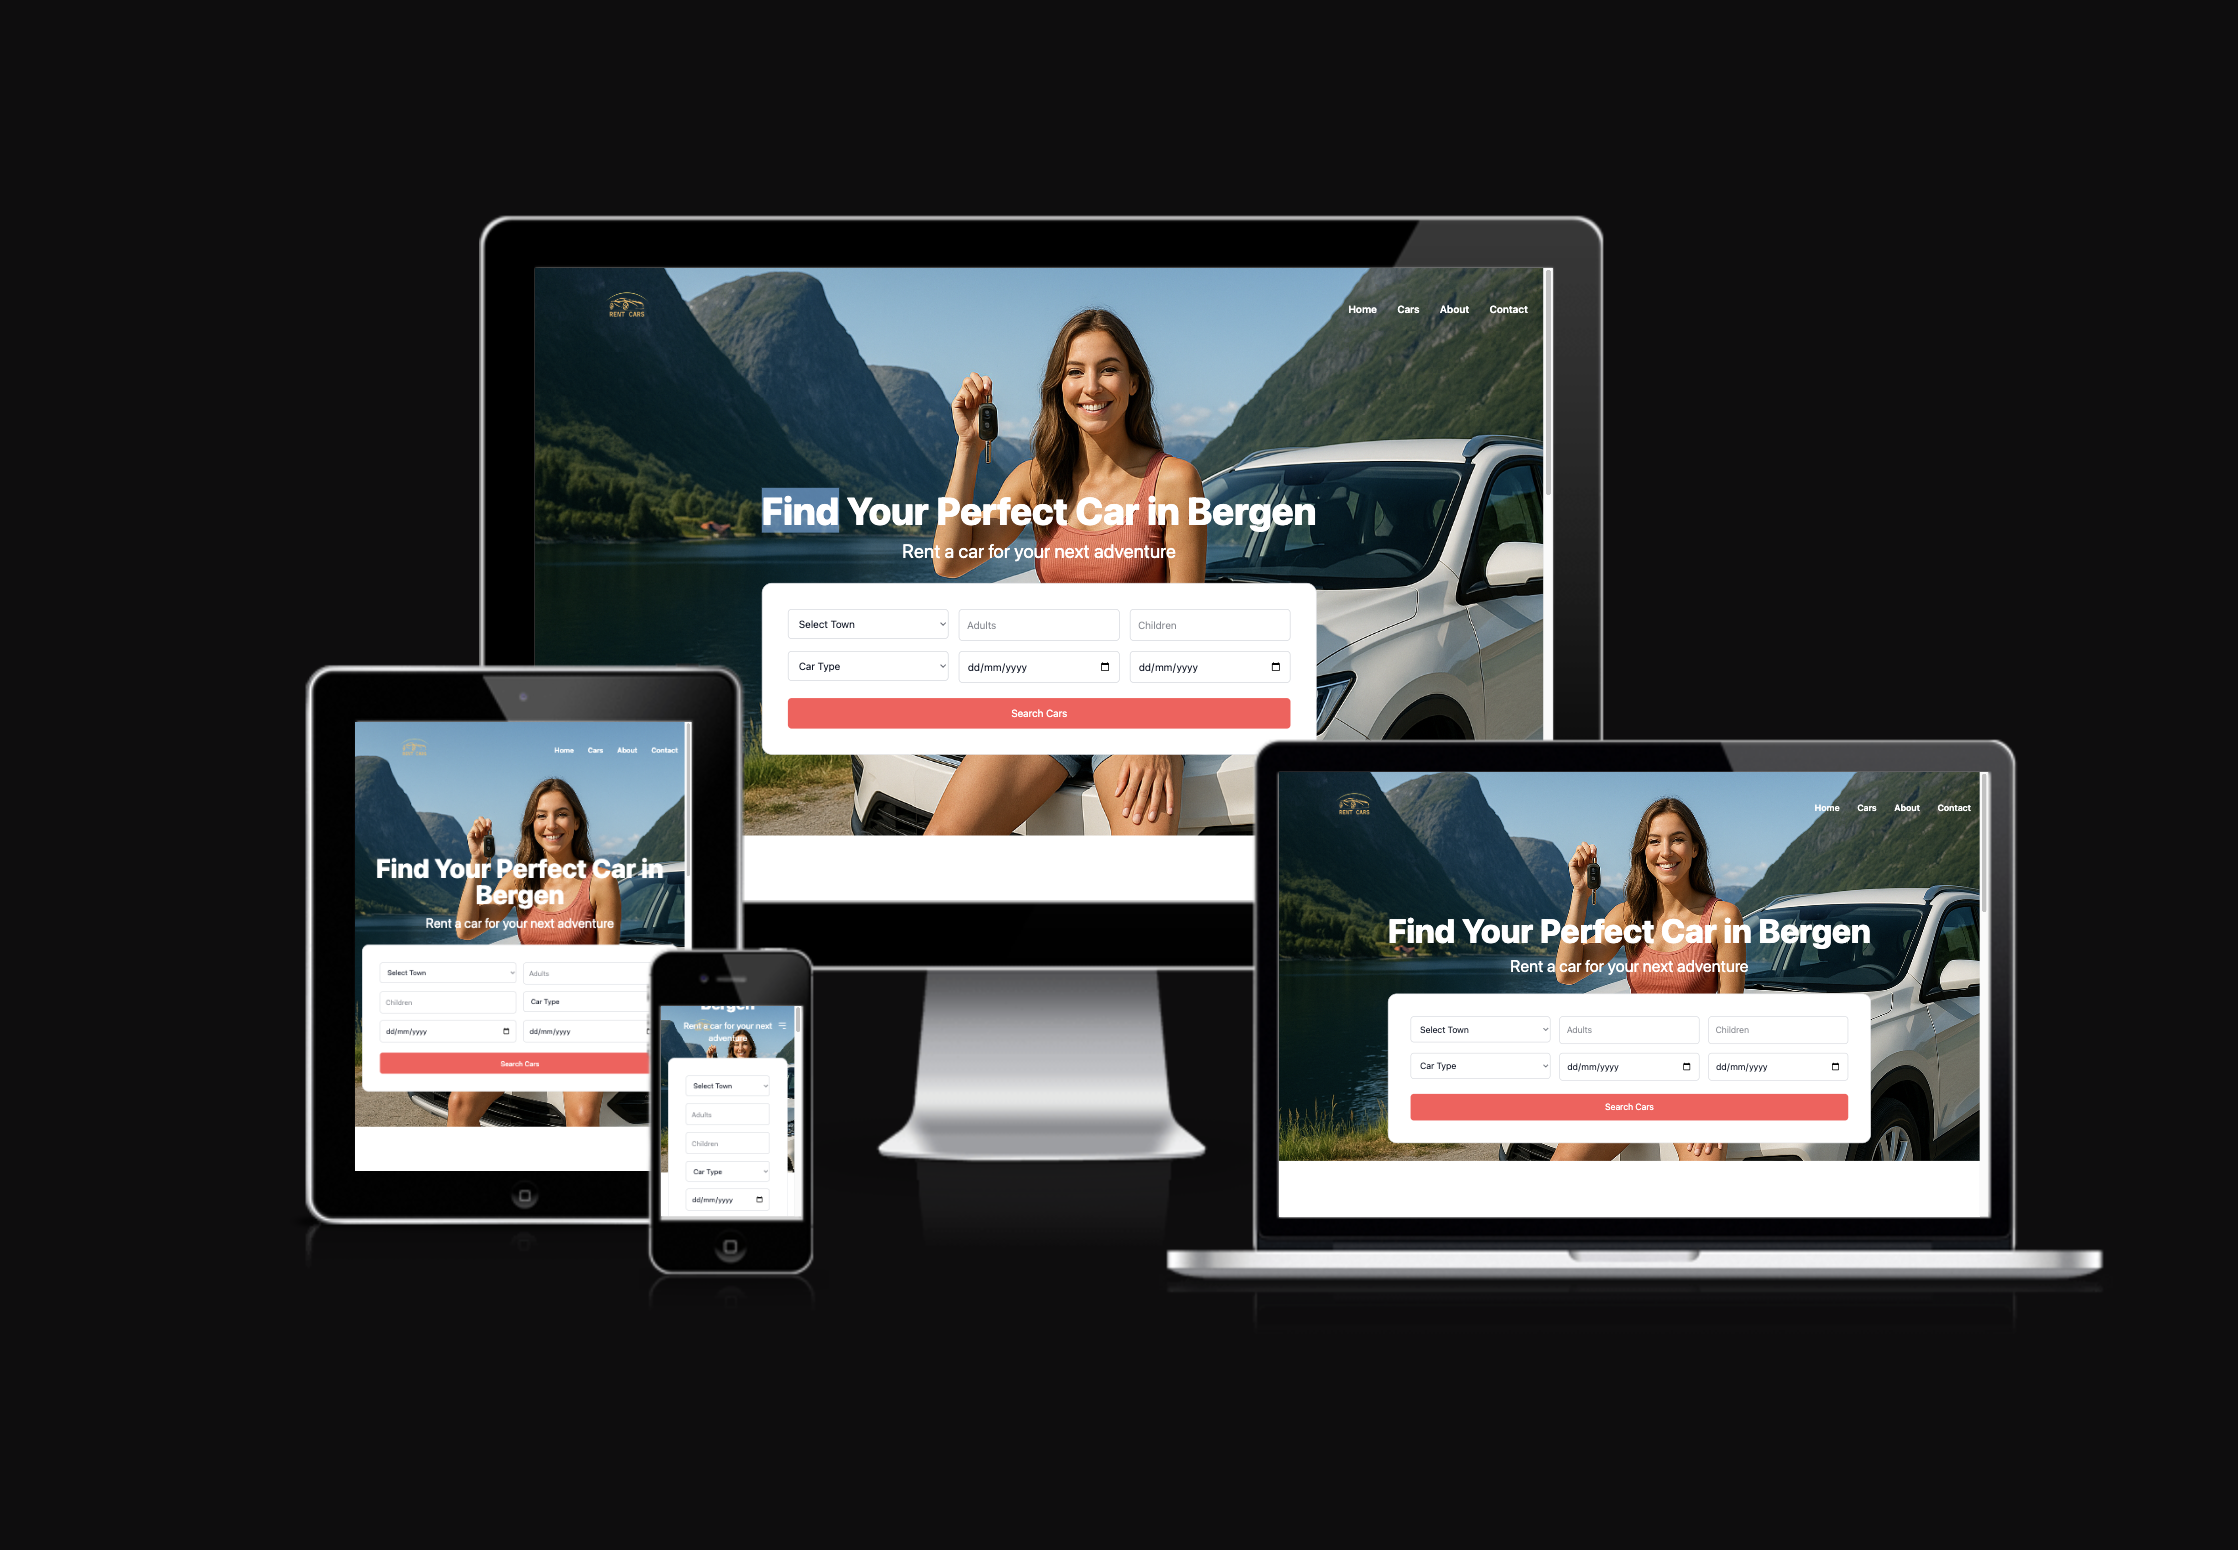 RENT CARS
Home Cars About Contact
Find Your Perfect Car in Bergen
Rent a car for your next adventure
Select Town Adults Children
Car Type dd/mm/yyyy dd/mm/yyyy
Search Cars
RENT CARS
Home Cars About Contact
Find Your Perfect Car in
Bergen
Rent a car for your next adventure
Select Town Adults
Children Car Type
dd/mm/yyyy dd/mm/yyyy
Search Cars
Bergen
Rent a car for your next
adventure
Select Town
Adults
Children
Car Type
dd/mm/yyyy
RENT CARS
Home Cars About Contact
Find Your Perfect Car in Bergen
Rent a car for your next adventure
Select Town Adults Children
Car Type dd/mm/yyyy dd/mm/yyyy
Search Cars